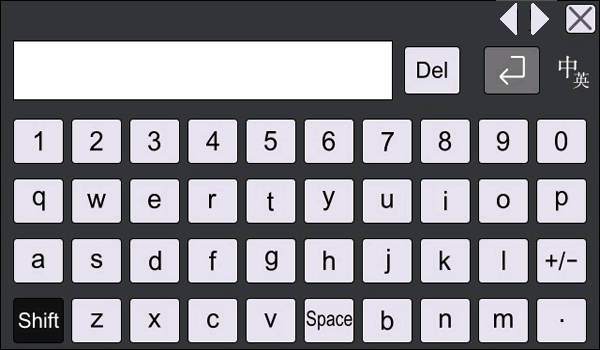 Del 中英
1 2 3 4 5 6 7 8 9 0
q w e r t y u i o p
a s d f g h j k l +/−
Shift z x c v Space b n m .